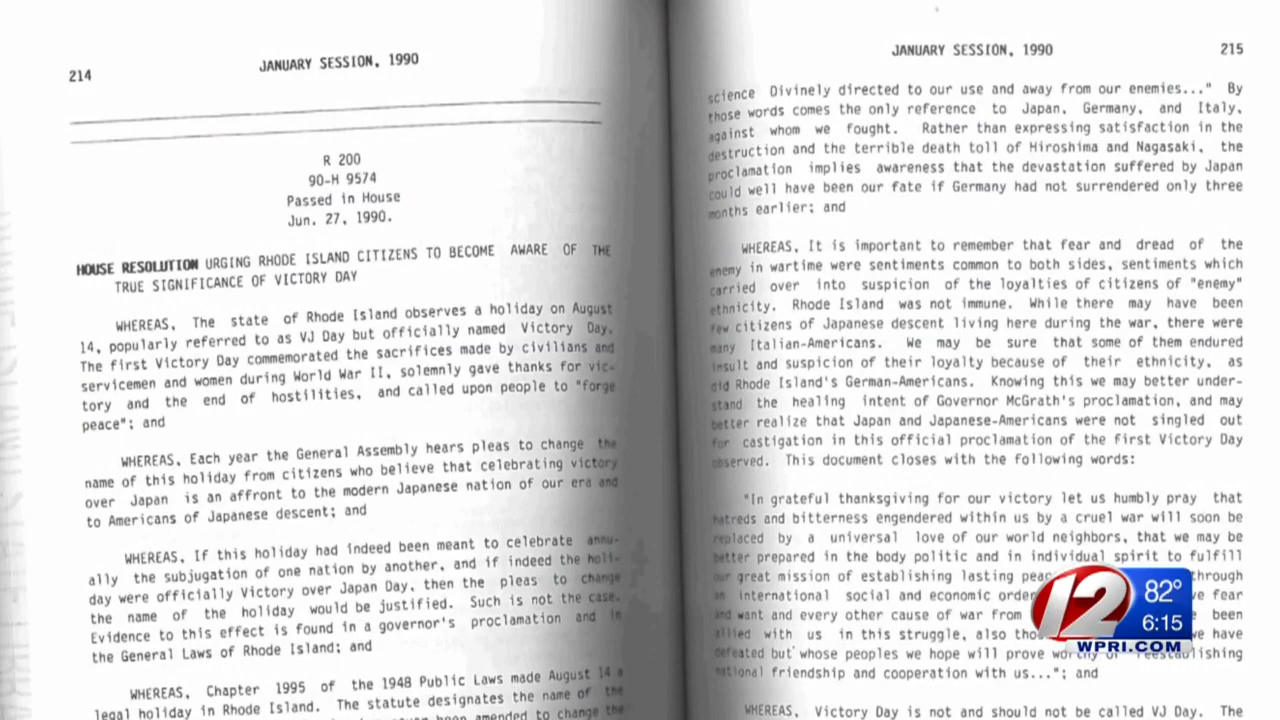 214
JANUARY SESSION, 1990
R 200
90-H 9574
Passed in House
Jun. 27, 1990.
HOUSE RESOLUTION URGING RHODE ISLAND CITIZENS TO BECOME AWARE OF THE
TRUE SIGNIFICANCE OF VICTORY DAY
WHEREAS, The state of Rhode Island observes a holiday on August
14, popularly referred to as VJ Day but officially named Victory Day.
The first Victory Day commemorated the sacrifices made by civilians and
servicemen and women during World War II, solemnly gave thanks for vic-
tory and the end of hostilities, and called upon people to "forge
peace"; and
WHEREAS, Each year the General Assembly hears pleas to change the
name of this holiday from citizens who believe that celebrating victory
over Japan is an affront to the modern Japanese nation of our era and
to Americans of Japanese descent; and
WHEREAS, If this holiday had indeed been meant to celebrate annu-
ally the subjugation of one nation by another, and if indeed the holi-
day were officially Victory over Japan Day, then the pleas to change
the name of the holiday would be justified. Such is not the case.
Evidence to this effect is found in a governor's proclamation and in
the General Laws of Rhode Island; and
WHEREAS, Chapter 1995 of the 1948 Public Laws made August 14 a
legal holiday in Rhode Island. The statute designates the name of the
been amended to change the
JANUARY SESSION, 1990
215
science Divinely directed to our use and away from our enemies..." By
those words comes the only reference to Japan, Germany, and Italy,
against whom we fought. Rather than expressing satisfaction in the
destruction and the terrible death toll of Hiroshima and Nagasaki, the
proclamation implies awareness that the devastation suffered by Japan
could well have been our fate if Germany had not surrendered only three
months earlier; and
WHEREAS, It is important to remember that fear and dread of the
enemy in wartime were sentiments common to both sides, sentiments which
carried over into suspicion of the loyalties of citizens of "enemy"
ethnicity. Rhode Island was not immune. While there may have been
few citizens of Japanese descent living here during the war, there were
many Italian-Americans. We may be sure that some of them endured
insult and suspicion of their loyalty because of their ethnicity, as
did Rhode Island's German-Americans. Knowing this we may better under-
stand the healing intent of Governor McGrath's proclamation, and may
better realize that Japan and Japanese-Americans were not singled out
for castigation in this official proclamation of the first Victory Day
observed. This document closes with the following words:
"In grateful thanksgiving for our victory let us humbly pray that
hatreds and bitterness engendered within us by a cruel war will soon be
replaced by a universal love of our world neighbors, that we may be
better prepared in the body politic and in individual spirit to fulfill
our great mission of establishing lasting through
an international social and economic fear
and want and every other cause of war from been
allied with us in this struggle, also we have
defeated but whose peoples we hope will prove worthy of reestablishing
national friendship and cooperation with us..."; and
WHEREAS, Victory Day is not and should not be called VJ Day. The
12
82°
6:15
WPRI.COM